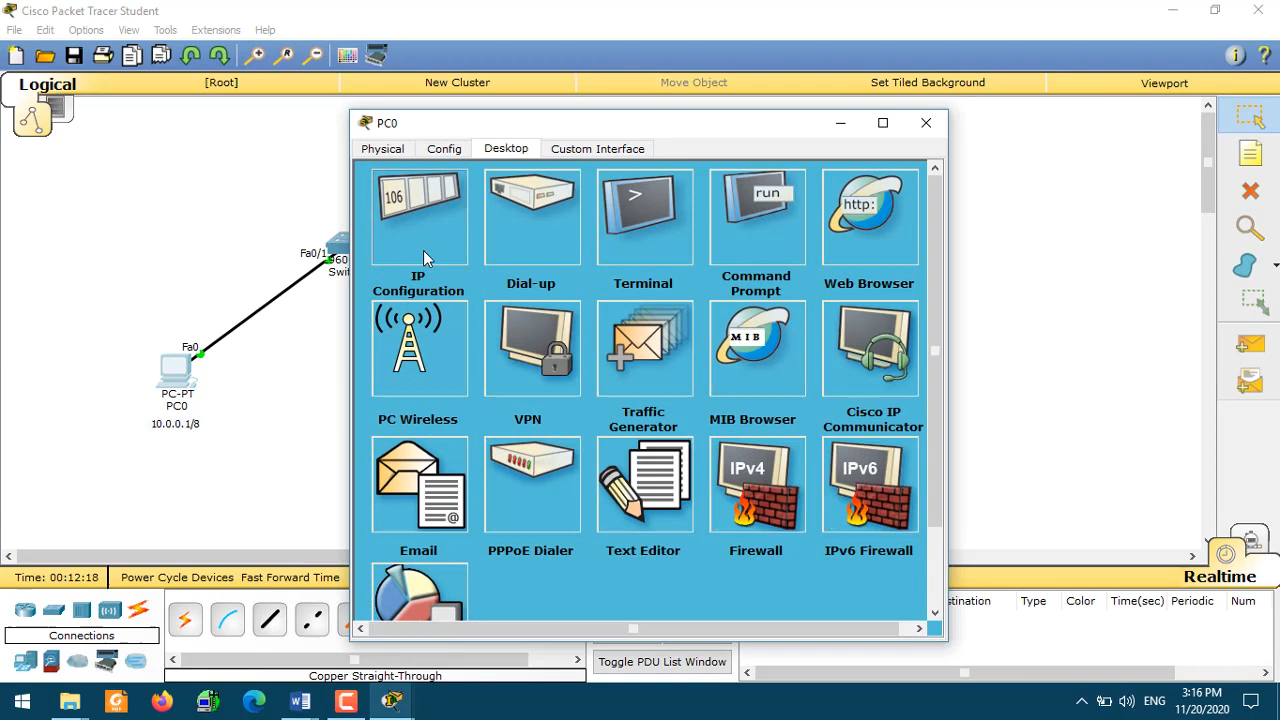 Cisco Packet Tracer Student
File Edit Options View Tools Extensions Help
Logical [Root] New Cluster Move Object Set Tiled Background Viewport
PC0
Physical Config Desktop Custom Interface
106 > run http:
IP Configuration
Dial-up
Terminal
Command Prompt
Web Browser
MIB
PC Wireless
VPN
Traffic Generator
MIB Browser
Cisco IP Communicator
@ IPv4 IPv6
Email
PPPoE Dialer
Text Editor
Firewall
IPv6 Firewall
Fa0/1
960
Swit
Fa0
PC-PT
PC0
10.0.0.1/8
Time: 00:12:18 Power Cycle Devices Fast Forward Time
Realtime
Connections
Copper Straight-Through
Toggle PDU List Window
stination Type Color Time(sec) Periodic Num
ENG
3:16 PM
11/20/2020